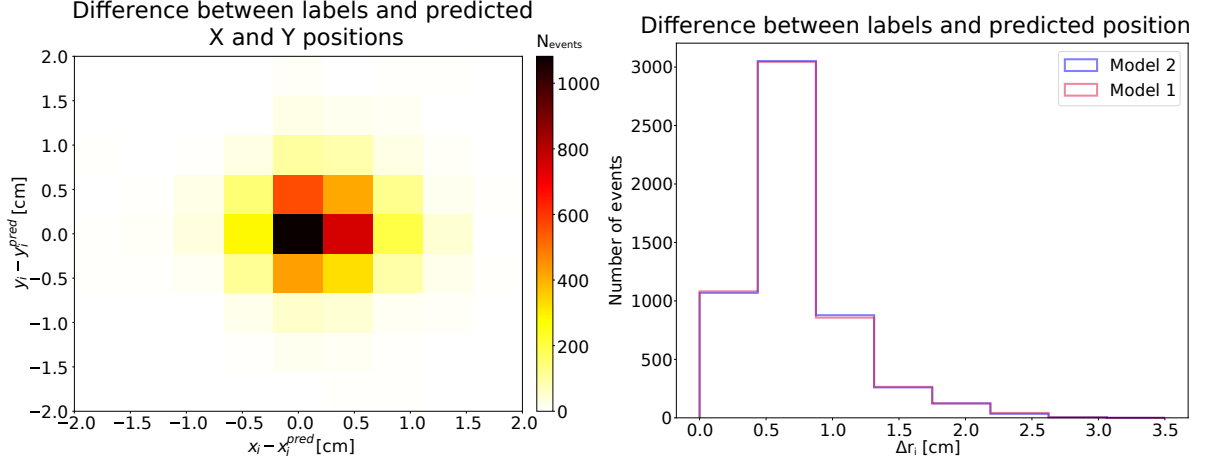 Difference between labels and predicted
X and Y positions
N_events
2.0
1.5
1.0
0.5
0.0
−0.5
−1.0
−1.5
−2.0
y_i − y_i^pred [cm]
−2.0 −1.5 −1.0 −0.5 0.0 0.5 1.0 1.5 2.0
x_i − x_i^pred [cm]
1000
800
600
400
200
0
Difference between labels and predicted position
Model 2
Model 1
3000
2500
2000
1500
1000
500
0
Number of events
0.0 0.5 1.0 1.5 2.0 2.5 3.0 3.5
Δr_i [cm]